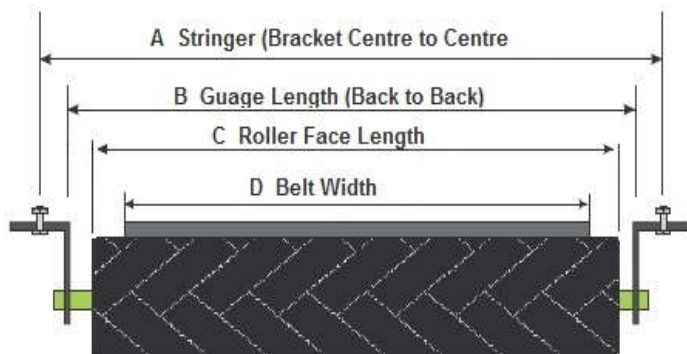 A Stringer (Bracket Centre to Centre
B Guage Length (Back to Back)
C Roller Face Length
D Belt Width